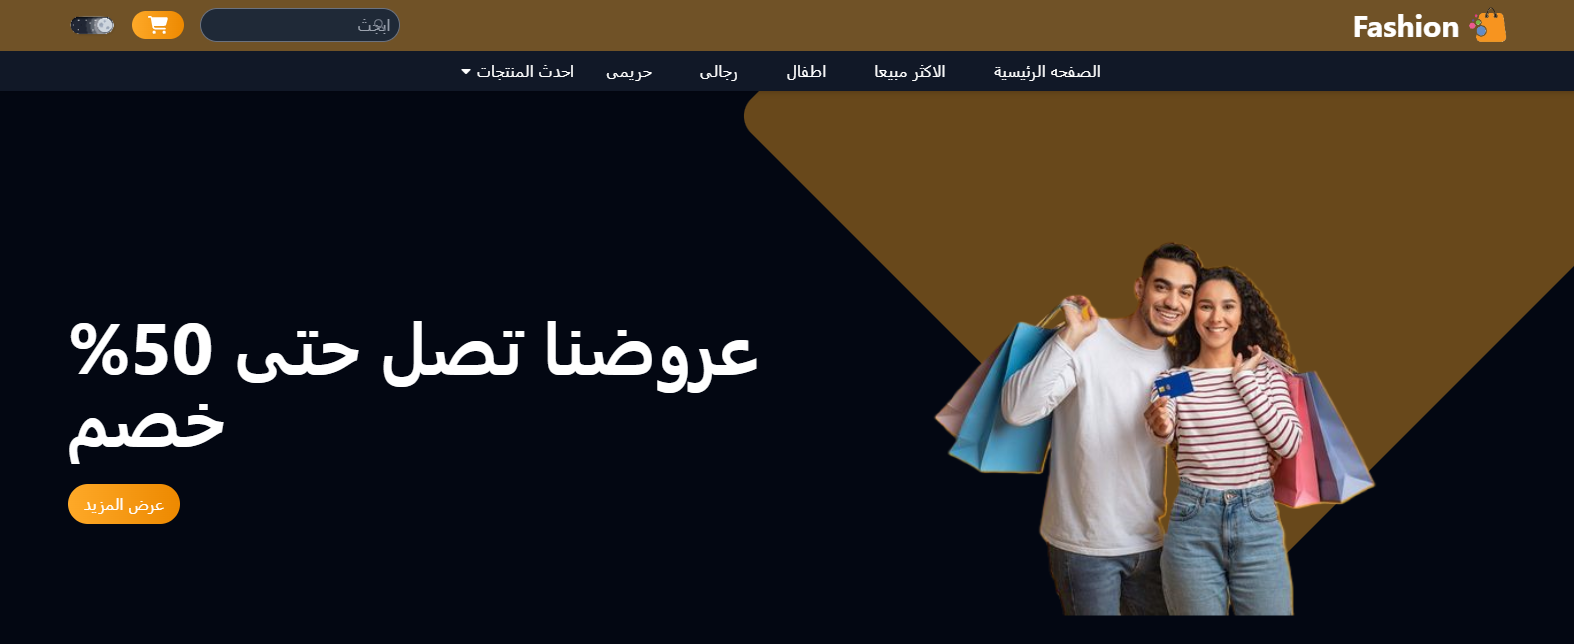 Fashion
ابحث
الصفحه الرئيسية
الاكثر مبيعا
اطفال
رجالى
حريمى
احدث المنتجات
عروضنا تصل حتى 50%
خصم
عرض المزيد